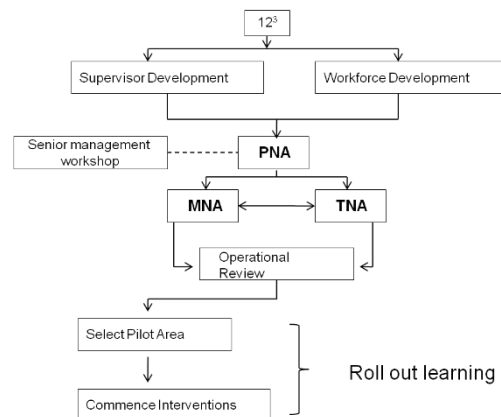 12³
Supervisor Development
Workforce Development
Senior management
workshop
PNA
MNA
TNA
Operational
Review
Select Pilot Area
Roll out learning
Commence Interventions